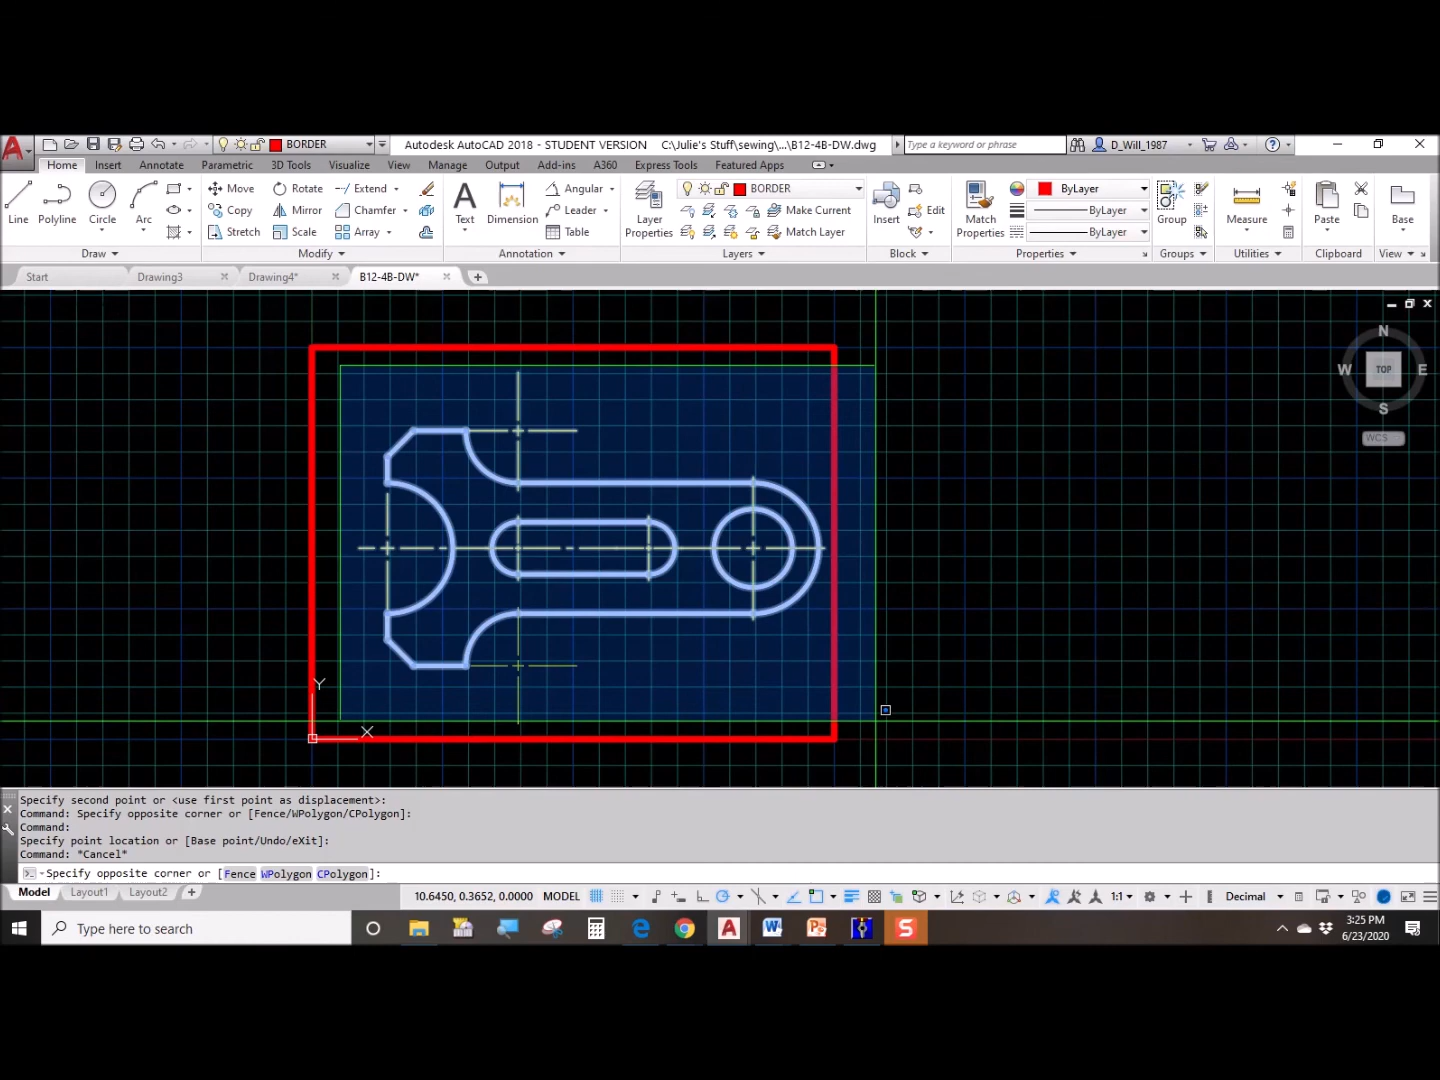 BORDER Autodesk AutoCAD 2018 - STUDENT VERSION C:\Julie's Stuff\sewing\...\B12-4B-DW.dwg Type a keyword or phrase D_Will_1987
Home Insert Annotate Parametric 3D Tools Visualize View Manage Output Add-ins A360 Express Tools Featured Apps
Move Rotate Extend Angular BORDER ByLayer
Line Polyline Circle Arc Copy Mirror Chamfer Text Dimension Leader Layer Properties Make Current Insert Edit Match Properties ByLayer Group Measure Paste Base
Stretch Scale Array Table Match Layer ByLayer
Draw Modify Annotation Layers Block Properties Groups Utilities Clipboard View
Start Drawing3 Drawing4* B12-4B-DW*
N
W TOP E
S
WCS
Y
X
Specify second point or <use first point as displacement>:
Command: Specify opposite corner or [Fence/WPolygon/CPolygon]:
Command:
Specify point location or [Base point/Undo/eXit]:
Command: *Cancel*
Specify opposite corner or [Fence WPolygon CPolygon]:
Model Layout1 Layout2 + 10.6450, 0.3652, 0.0000 MODEL 1:1 Decimal
Type here to search
3:25 PM
6/23/2020